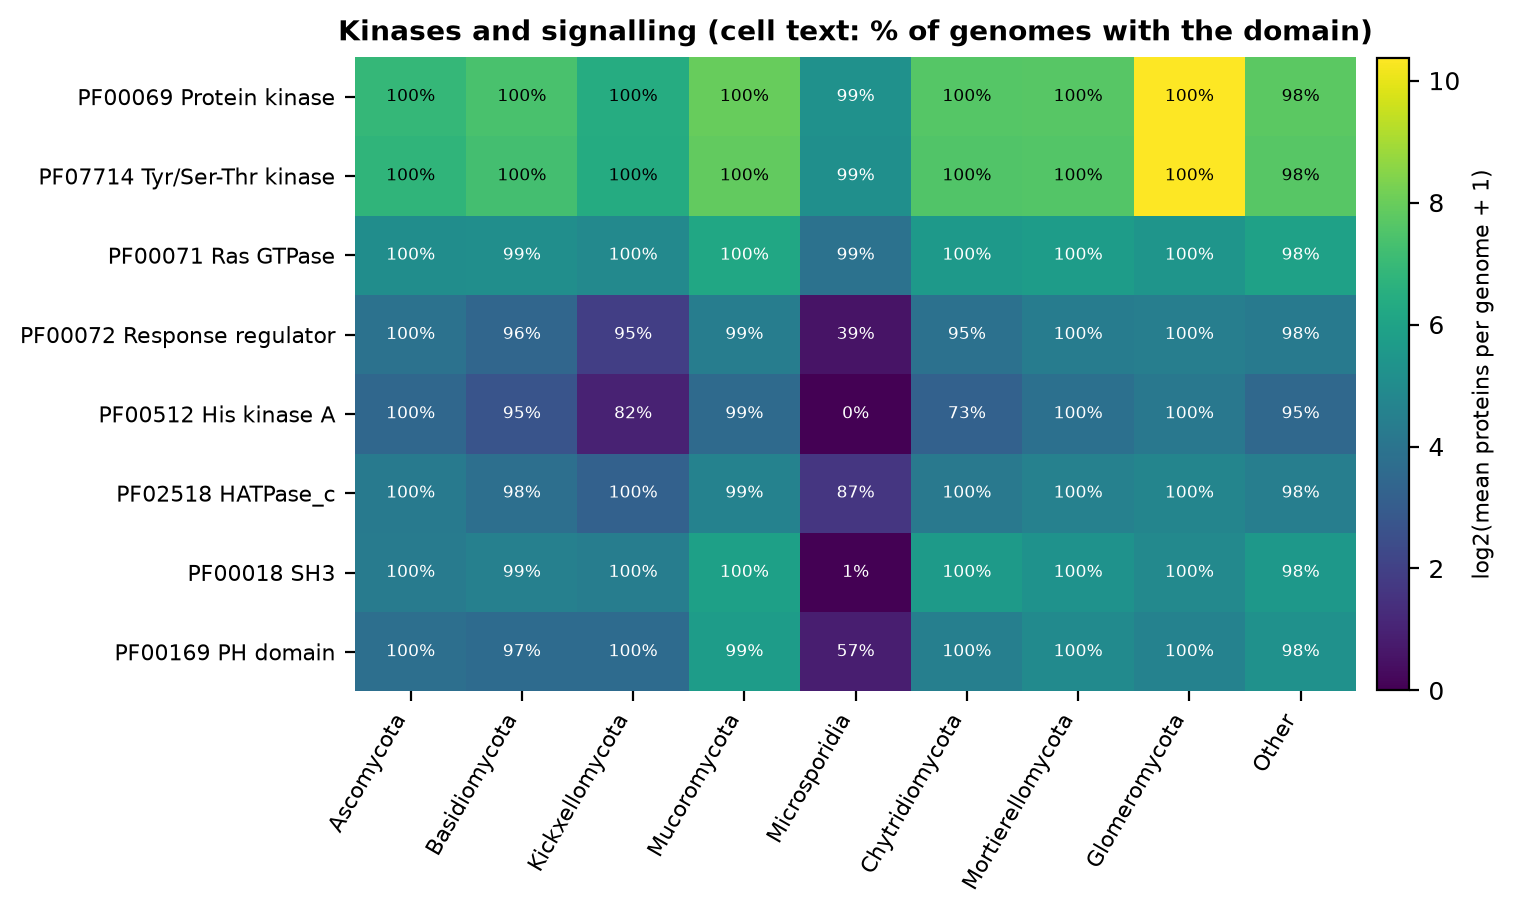 Kinases and signalling (cell text: % of genomes with the domain)
PF00069 Protein kinase 100% 100% 100% 100% 99% 100% 100% 100% 98%
PF07714 Tyr/Ser-Thr kinase 100% 100% 100% 100% 99% 100% 100% 100% 98%
PF00071 Ras GTPase 100% 99% 100% 100% 99% 100% 100% 100% 98%
PF00072 Response regulator 100% 96% 95% 99% 39% 95% 100% 100% 98%
PF00512 His kinase A 100% 95% 82% 99% 0% 73% 100% 100% 95%
PF02518 HATPase_c 100% 98% 100% 99% 87% 100% 100% 100% 98%
PF00018 SH3 100% 99% 100% 100% 1% 100% 100% 100% 98%
PF00169 PH domain 100% 97% 100% 99% 57% 100% 100% 100% 98%
Ascomycota
Basidiomycota
Kickxellomycota
Mucoromycota
Microsporidia
Chytridiomycota
Mortierellomycota
Glomeromycota
Other
10
8
6
4
2
0
log2(mean proteins per genome + 1)